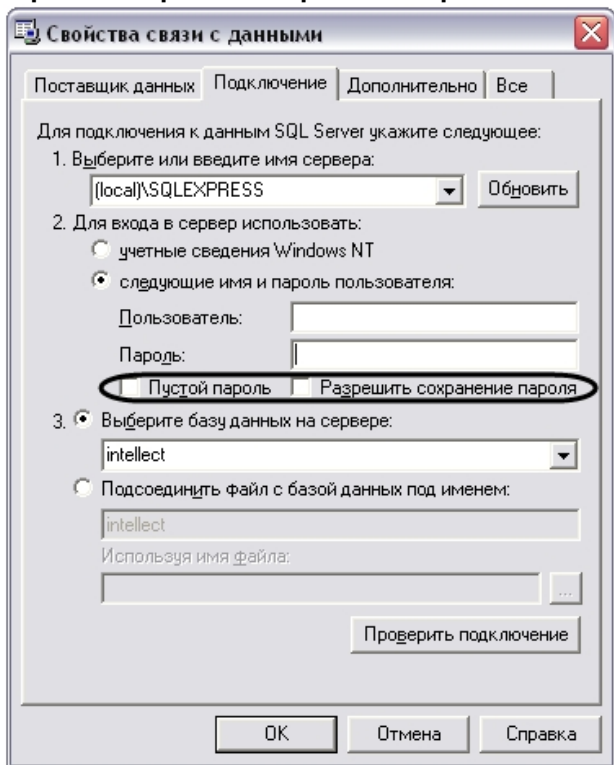 Свойства связи с данными
Поставщик данных Подключение Дополнительно Все
Для подключения к данным SQL Server укажите следующее:
1. Выберите или введите имя сервера:
(local)\SQLEXPRESS Обновить
2. Для входа в сервер использовать:
учетные сведения Windows NT
следующие имя и пароль пользователя:
Пользователь:
Пароль:
Пустой пароль Разрешить сохранение пароля
3. Выберите базу данных на сервере:
intellect
Подсоединить файл с базой данных под именем:
intellect
Используя имя файла:
...
Проверить подключение
OK Отмена Справка